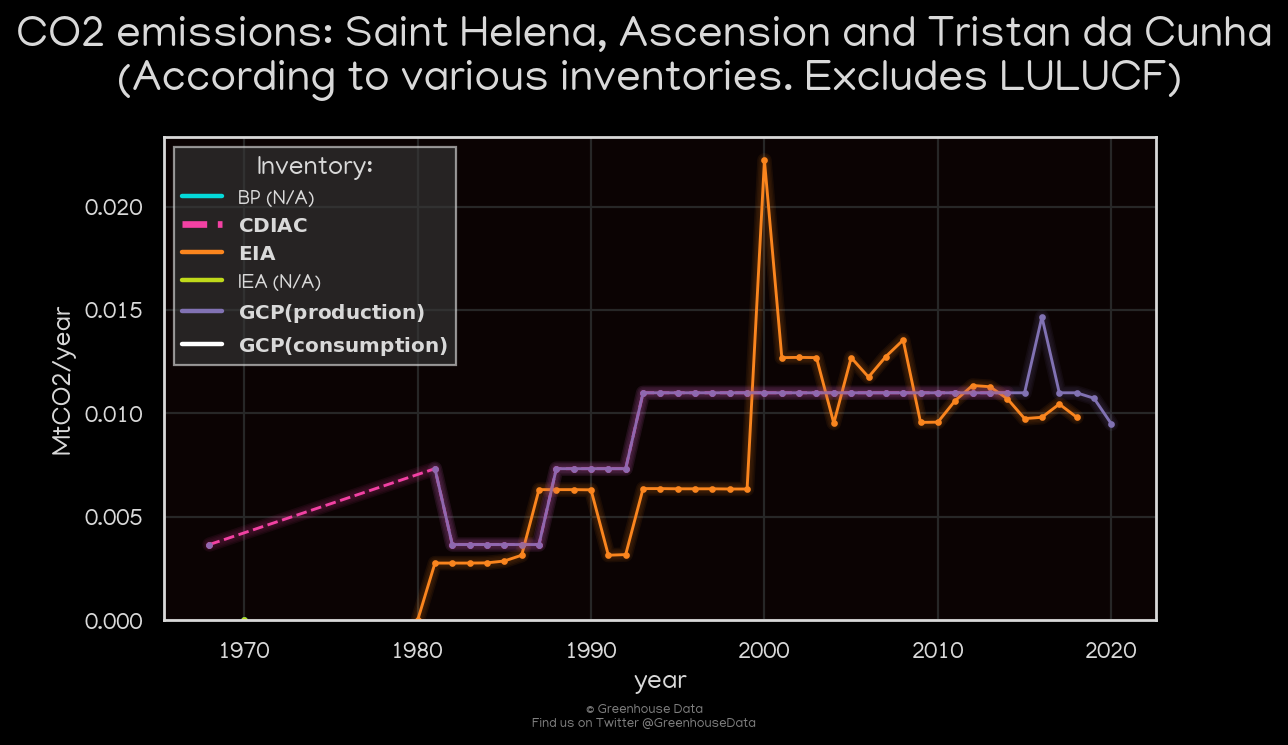 CO2 emissions: Saint Helena, Ascension and Tristan da Cunha
(According to various inventories. Excludes LULUCF)
Inventory:
BP (N/A)
CDIAC
EIA
IEA (N/A)
GCP(production)
GCP(consumption)
MtCO2/year
0.020
0.015
0.010
0.005
0.000
1970 1980 1990 2000 2010 2020
year
© Greenhouse Data
Find us on Twitter @GreenhouseData